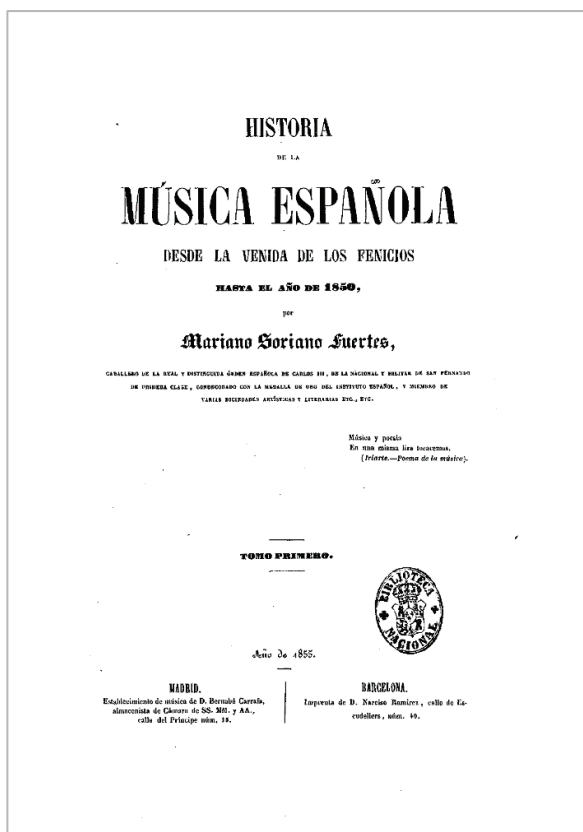 HISTORIA
DE LA
MÚSICA ESPAÑOLA
DESDE LA VENIDA DE LOS FENICIOS
HASTA EL AÑO DE 1850,
por
Mariano Soriano Fuertes,
CABALLERO DE LA REAL Y DISTINGUIDA ÓRDEN ESPAÑOLA DE CARLOS III, DE LA NACIONAL Y MILITAR DE SAN FERNANDO
DE PRIMERA CLASE, CONDECORADO CON LA MEDALLA DE ORO DEL INSTITUTO ESPAÑOL, Y MIEMBRO DE
VARIAS SOCIEDADES ARTÍSTICAS Y LITERARIAS ETC., ETC.
Música y poesía
En una misma lira tocaremos.
(Iriarte.—Poema de la música).
TOMO PRIMERO.
BIBLIOTECA
NACIONAL
Año de 1855.
MADRID.
Establecimiento de música de D. Bernabé Carrafa,
almacenista de Cámara de SS. MM. y AA.,
calle del Príncipe núm. 15.
BARCELONA.
Imprenta de D. Narciso Ramirez, calle de Es-
cudellers, núm. 40.